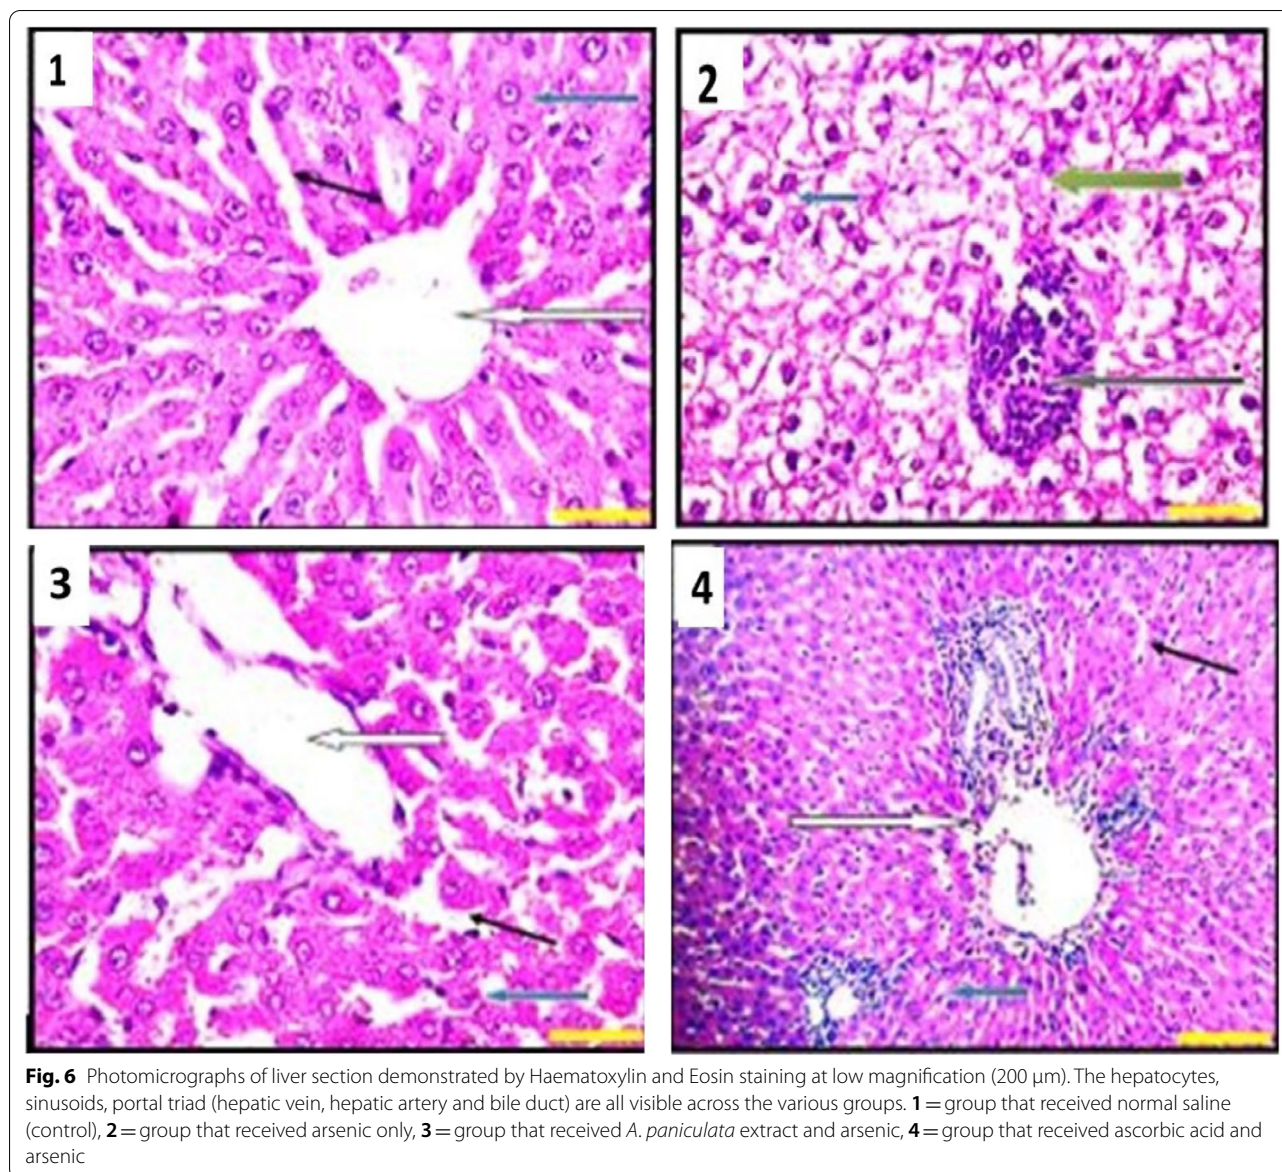 1
2
3
4
Fig. 6 Photomicrographs of liver section demonstrated by Haematoxylin and Eosin staining at low magnification (200 µm). The hepatocytes,
sinusoids, portal triad (hepatic vein, hepatic artery and bile duct) are all visible across the various groups. 1 = group that received normal saline
(control), 2 = group that received arsenic only, 3 = group that received A. paniculata extract and arsenic, 4 = group that received ascorbic acid and
arsenic